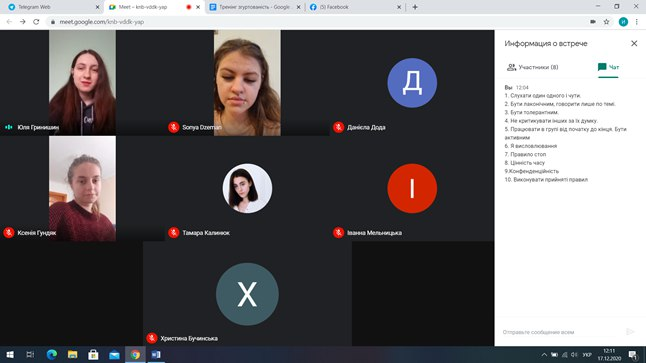 Telegram Web
Meet – knb-vddk-yap
Тренінг згуртованість - Google
(5) Facebook
meet.google.com/knb-vddk-yap
Юля Гринишин
Sonya Dzeman
Д
Данієла Дода
Ксенія Гундяк
Тамара Калинюк
І
Іванна Мельницька
Х
Христина Бучинська
Информация о встрече
Участники (8)
Чат
Вы 12:04
1. Слухати один одного і чути.
2. Бути лаконічним, говорити лише по темі.
3. Бути толерантним.
4. Не критикувати інших за їх думку.
5. Працювати в групі від початку до кінця. Бути
активним
6. Я висловлювання
7. Правило стоп
8. Цінність часу
9.Конфенденційність
10. Виконувати прийняті правил
Отправьте сообщение всем
УКР
12:11
17.12.2020